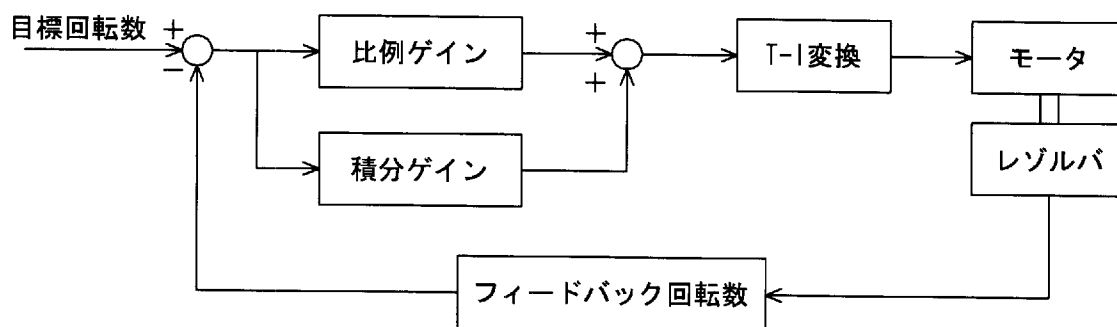 目標回転数
+
−
比例ゲイン
+
+
T-I変換
モータ
積分ゲイン
レゾルバ
フィードバック回転数